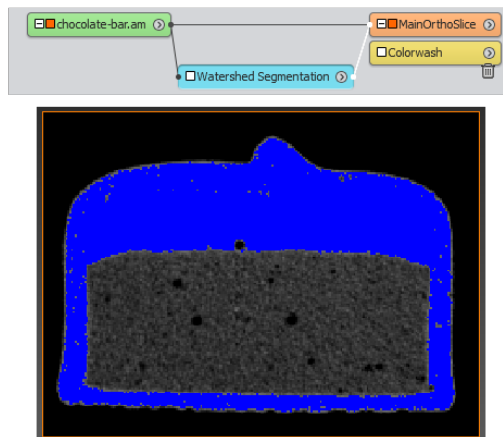 chocolate-bar.am
MainOrthoSlice
Colorwash
Watershed Segmentation